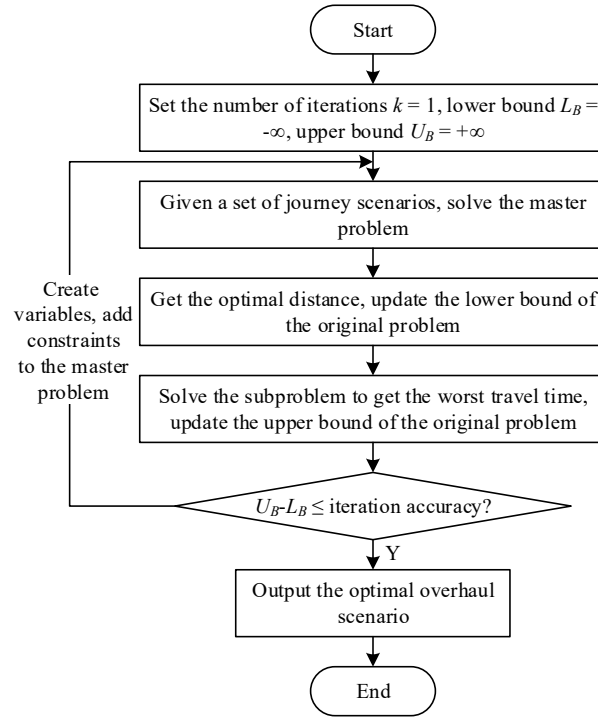 Start
Set the number of iterations k = 1, lower bound L_B =
-∞, upper bound U_B = +∞
Given a set of journey scenarios, solve the master
problem
Get the optimal distance, update the lower bound of
the original problem
Create
variables, add
constraints
to the master
problem
Solve the subproblem to get the worst travel time,
update the upper bound of the original problem
U_B-L_B ≤ iteration accuracy?
Y
Output the optimal overhaul
scenario
End